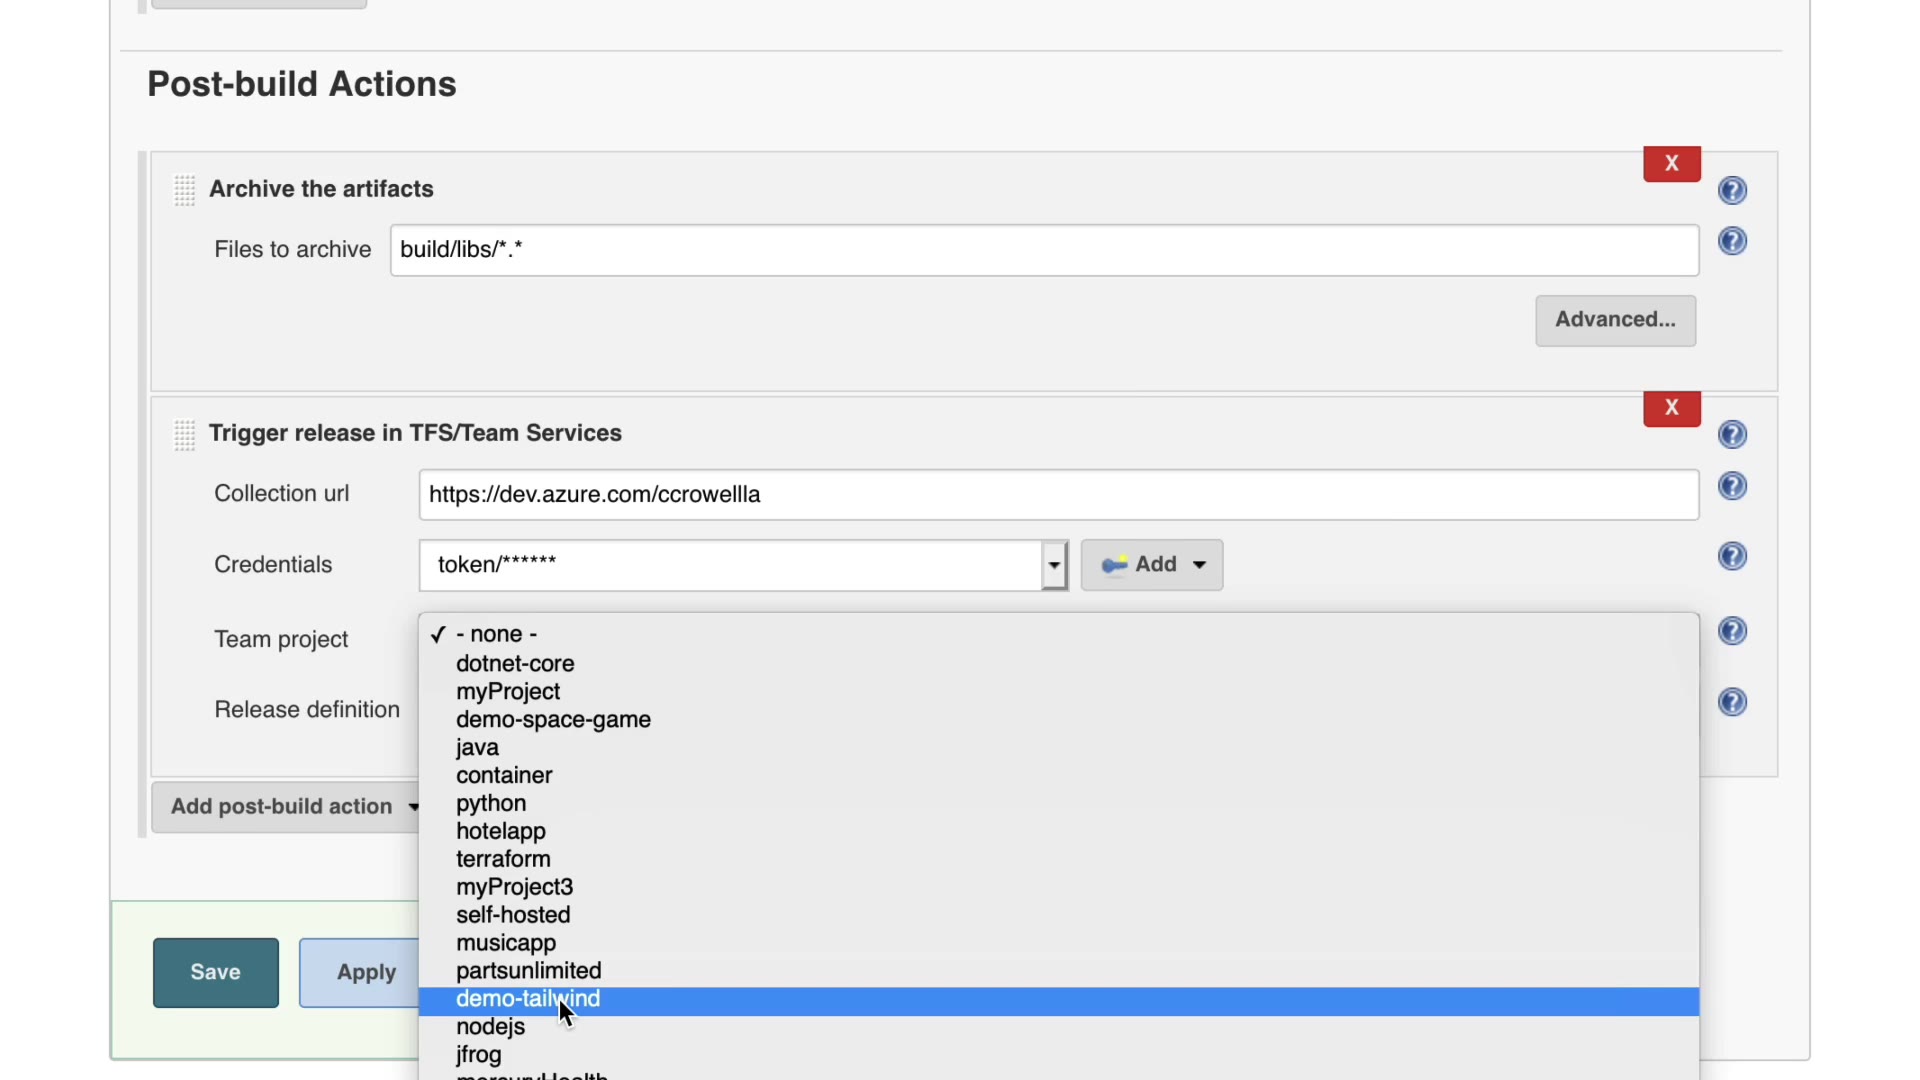 Post-build Actions
X
Archive the artifacts
?
Files to archive
build/libs/*.*
?
Advanced...
X
Trigger release in TFS/Team Services
?
Collection url
https://dev.azure.com/ccrowellla
?
Credentials
token/******
Add
?
Team project
✓ - none -
?
dotnet-core
myProject
Release definition
?
demo-space-game
java
container
python
Add post-build action
hotelapp
terraform
myProject3
self-hosted
musicapp
partsunlimited
Save
Apply
demo-tailwind
nodejs
jfrog
mercuryHealth